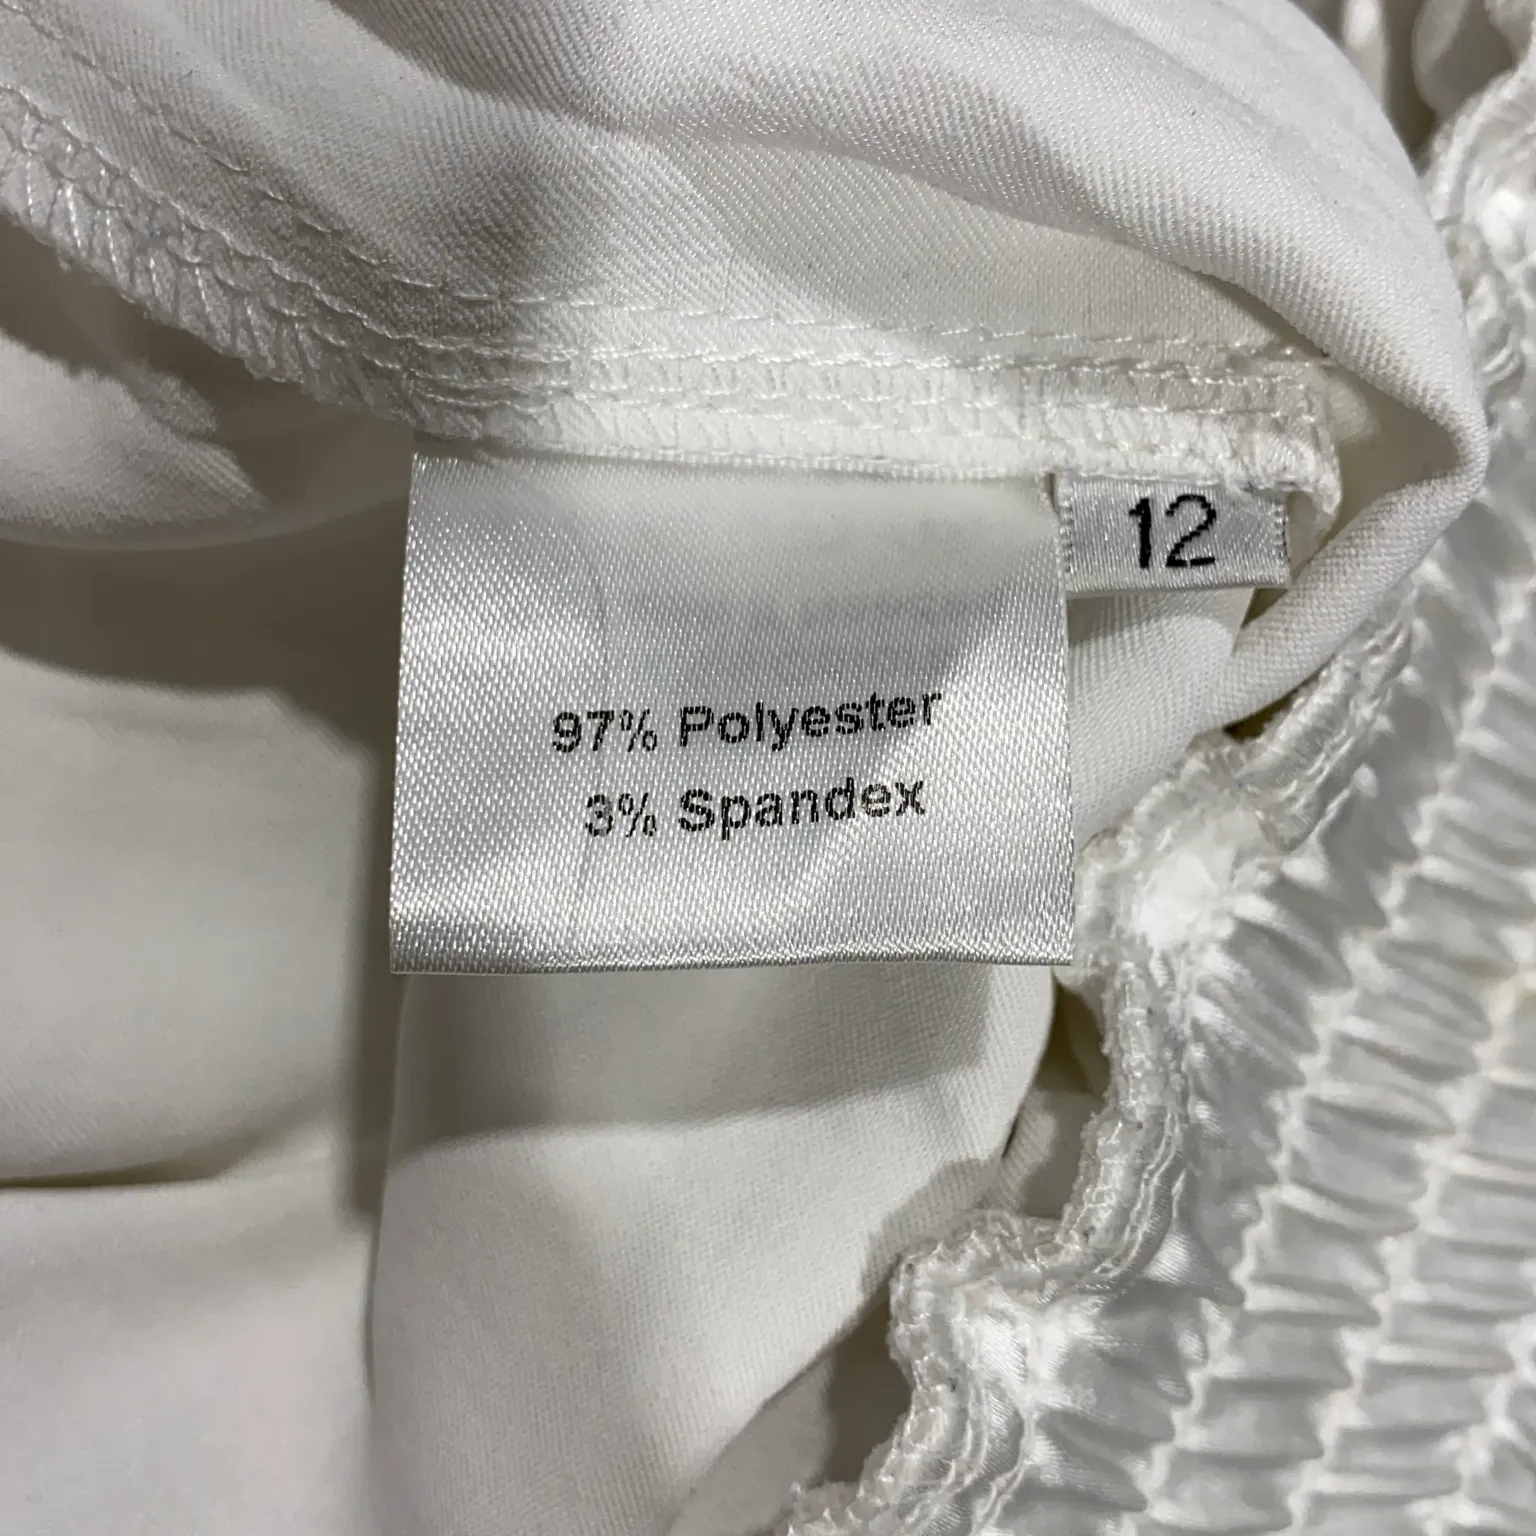 12
97% Polyester
3% Spandex